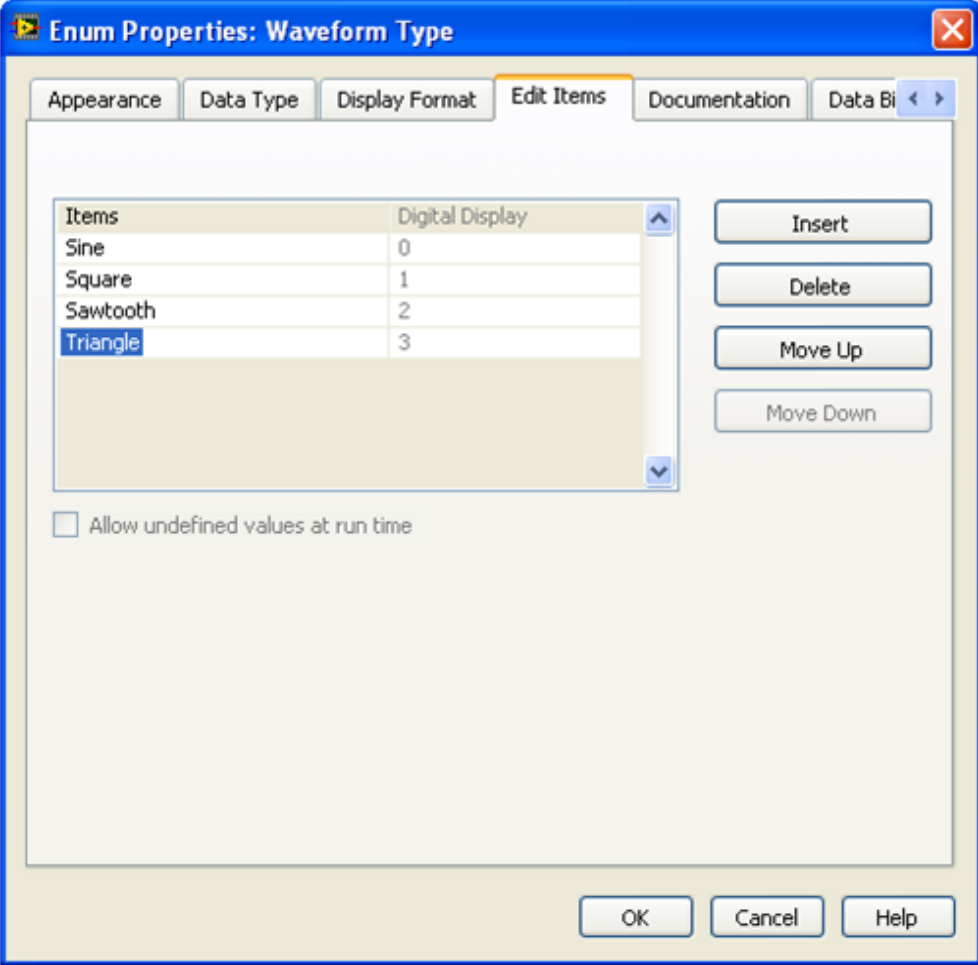 Enum Properties: Waveform Type
Appearance Data Type Display Format Edit Items Documentation Data Bi
Items Digital Display
Sine 0
Square 1
Sawtooth 2
Triangle 3
Insert
Delete
Move Up
Move Down
Allow undefined values at run time
OK Cancel Help